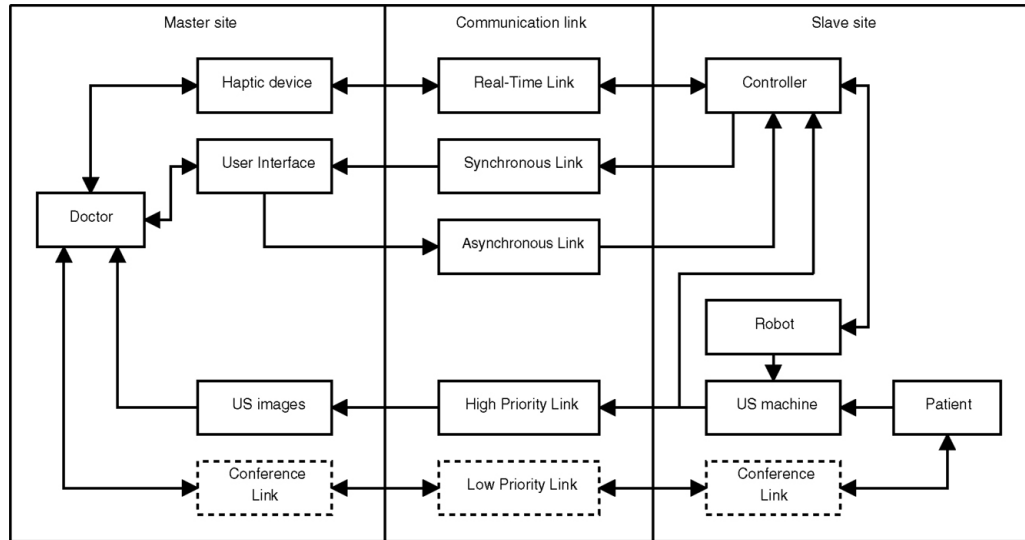 Master site
Communication link
Slave site
Haptic device
Real-Time Link
Controller
User Interface
Synchronous Link
Doctor
Asynchronous Link
Robot
US images
High Priority Link
US machine
Patient
Conference
Link
Low Priority Link
Conference
Link